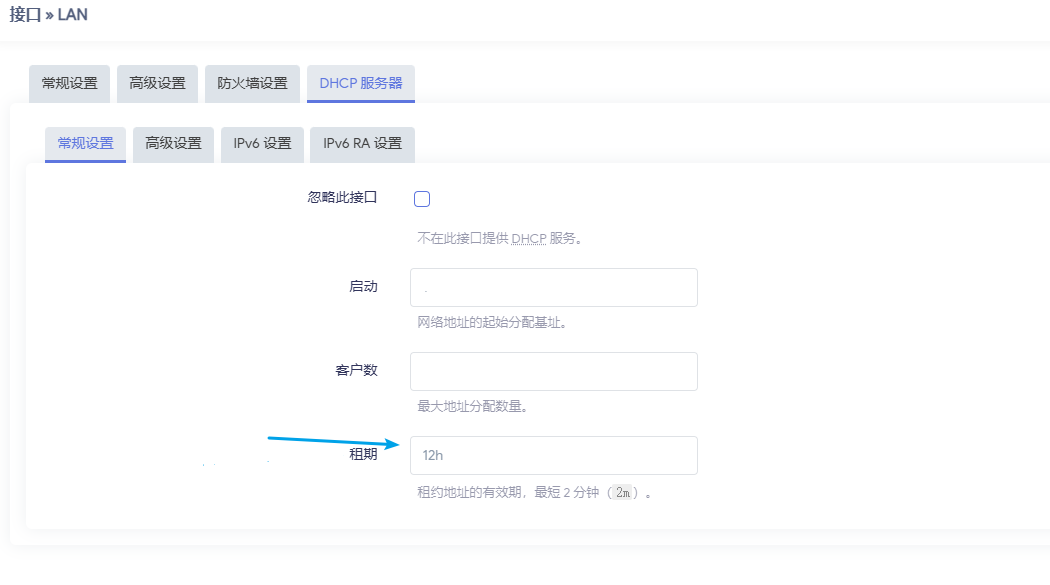 接口 » LAN
常规设置 高级设置 防火墙设置 DHCP 服务器
常规设置 高级设置 IPv6 设置 IPv6 RA 设置
忽略此接口
不在此接口提供 DHCP 服务。
启动
网络地址的起始分配基址。
客户数
最大地址分配数量。
租期 12h
租约地址的有效期，最短 2 分钟（2m）。